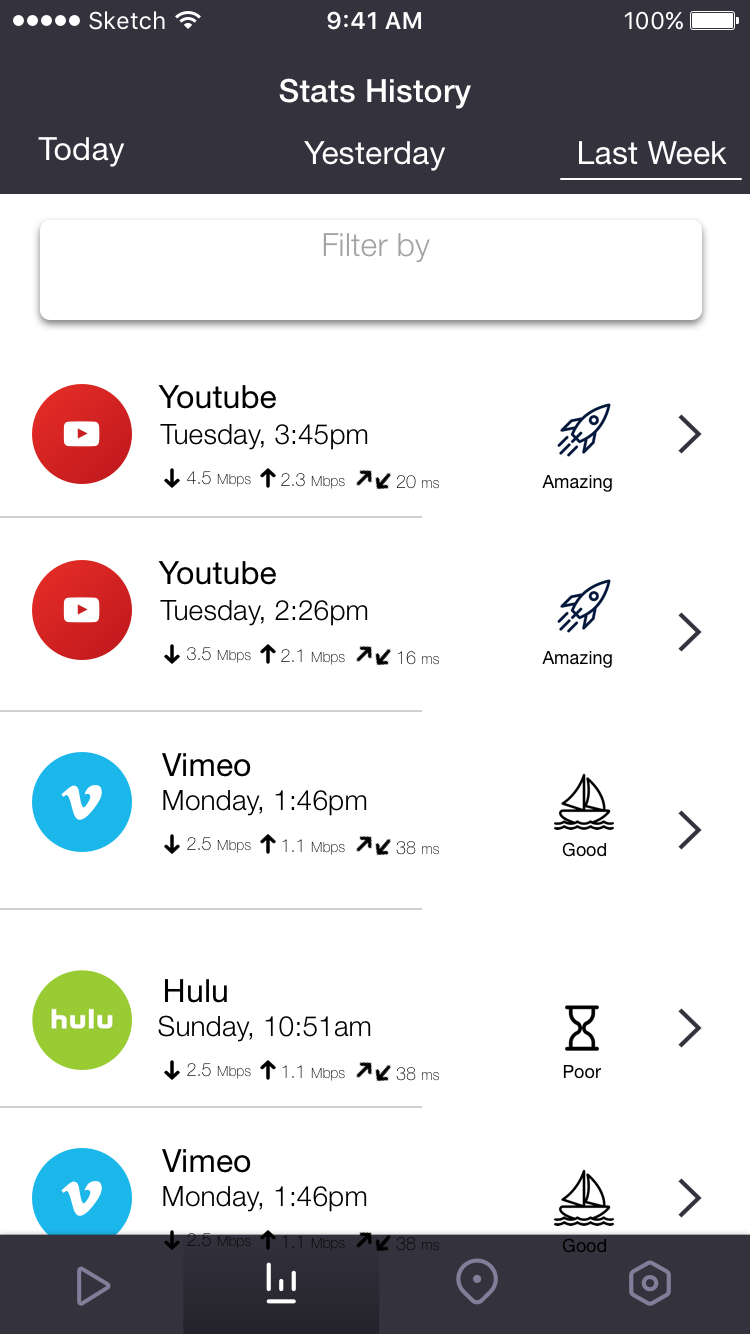 Sketch 9:41 AM 100%
Stats History
Today Yesterday Last Week
Filter by
Youtube
Tuesday, 3:45pm
4.5 Mbps 2.3 Mbps 20 ms
Amazing
Youtube
Tuesday, 2:26pm
3.5 Mbps 2.1 Mbps 16 ms
Amazing
Vimeo
Monday, 1:46pm
2.5 Mbps 1.1 Mbps 38 ms
Good
hulu
Hulu
Sunday, 10:51am
2.5 Mbps 1.1 Mbps 38 ms
Poor
Vimeo
Monday, 1:46pm
2.5 Mbps 1.1 Mbps 38 ms
Good